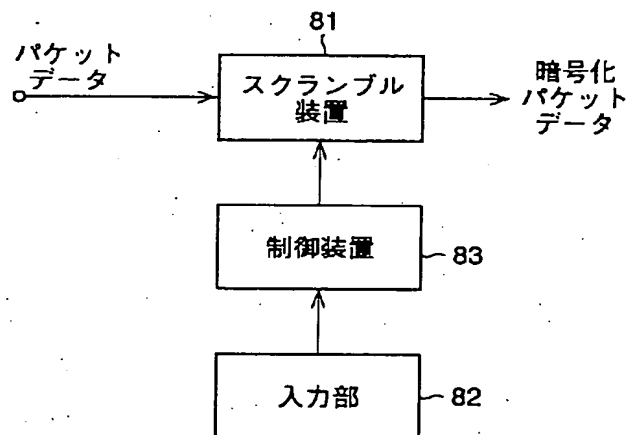 81
パケット
データ
スクランブル
装置
暗号化
パケット
データ
制御装置
83
入力部
82